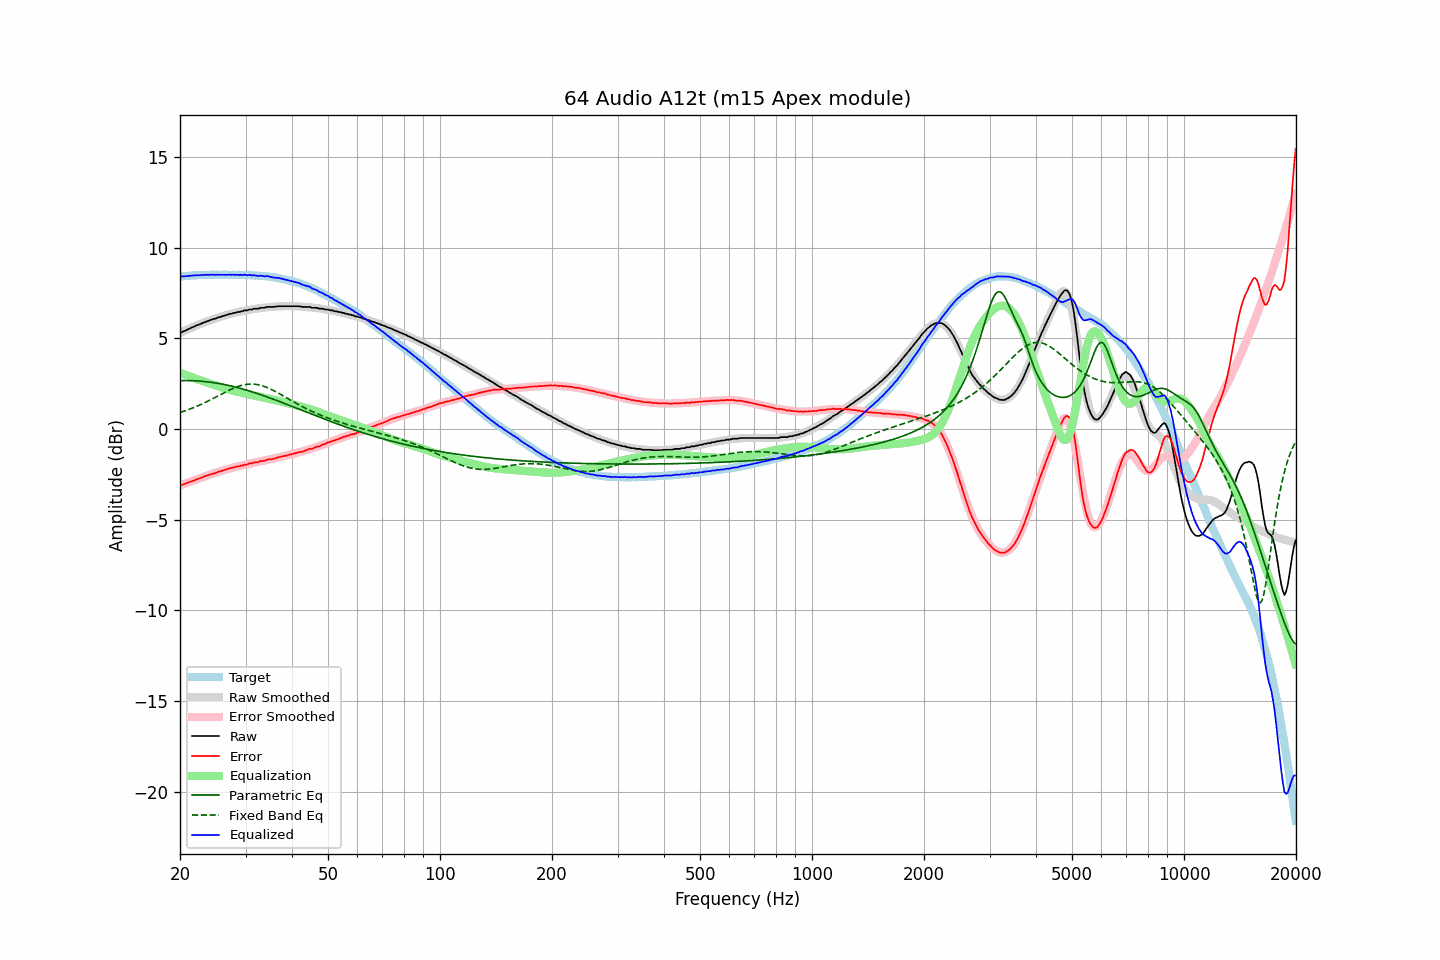 64 Audio A12t (m15 Apex module)
15
10
5
0
−5
−10
−15
−20
Amplitude (dBr)
Target
Raw Smoothed
Error Smoothed
Raw
Error
Equalization
Parametric Eq
Fixed Band Eq
Equalized
20 50 100 200 500 1000 2000 5000 10000 20000
Frequency (Hz)